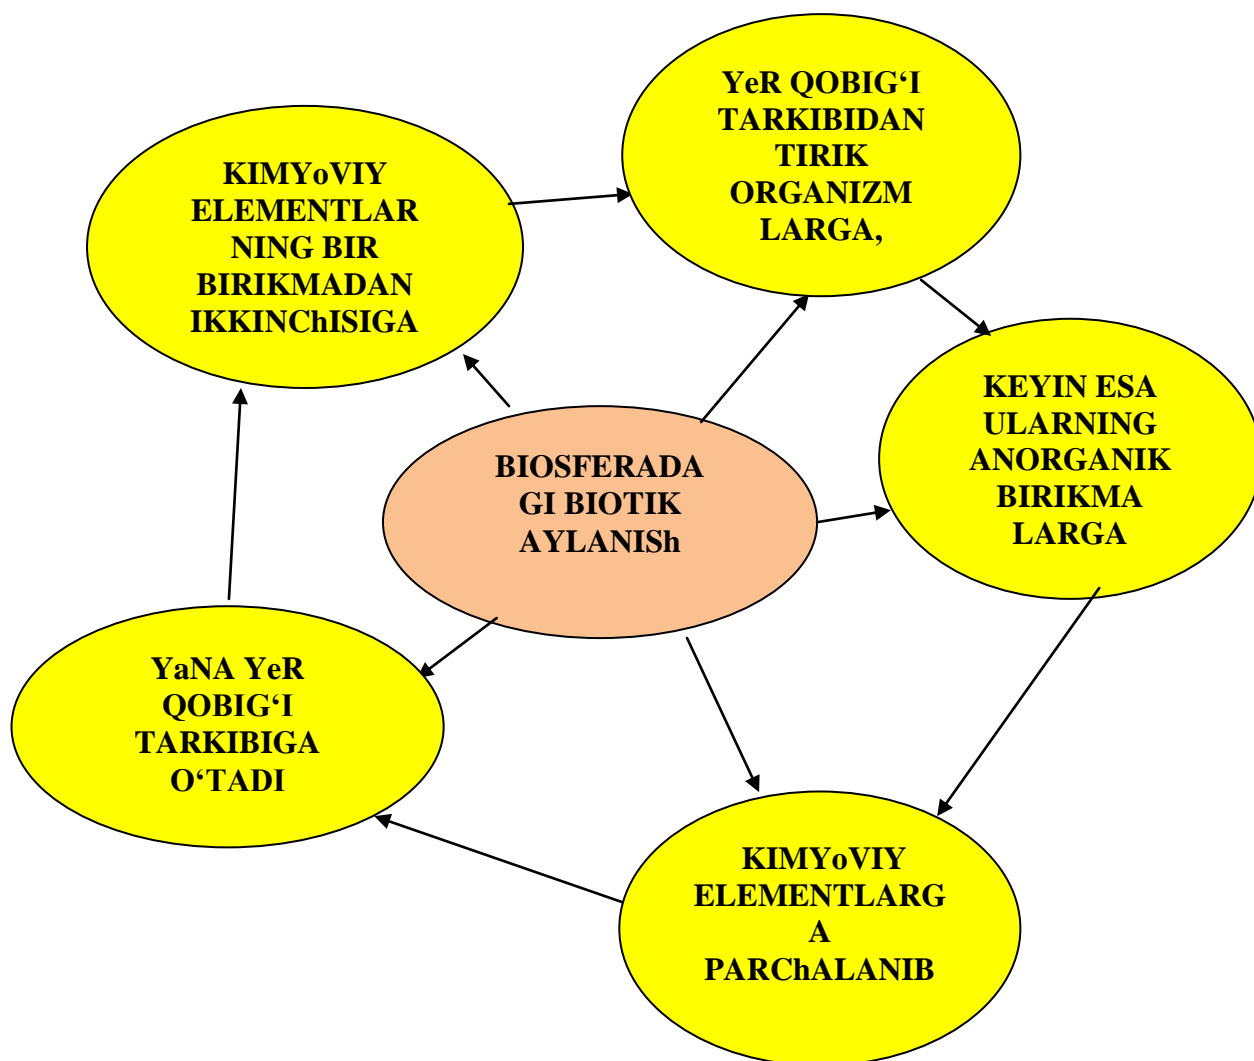 YeR QOBIG‘I
TARKIBIDAN
TIRIK
ORGANIZM
LARGA,
KIMYoVIY
ELEMENTLAR
NING BIR
BIRIKMADAN
IKKINChISIGA
KEYIN ESA
ULARNING
ANORGANIK
BIRIKMA
LARGA
BIOSFERADA
GI BIOTIK
AYLANISh
YaNA YeR
QOBIG‘I
TARKIBIGA
O‘TADI
KIMYoVIY
ELEMENTLARG
A
PARChALANIB